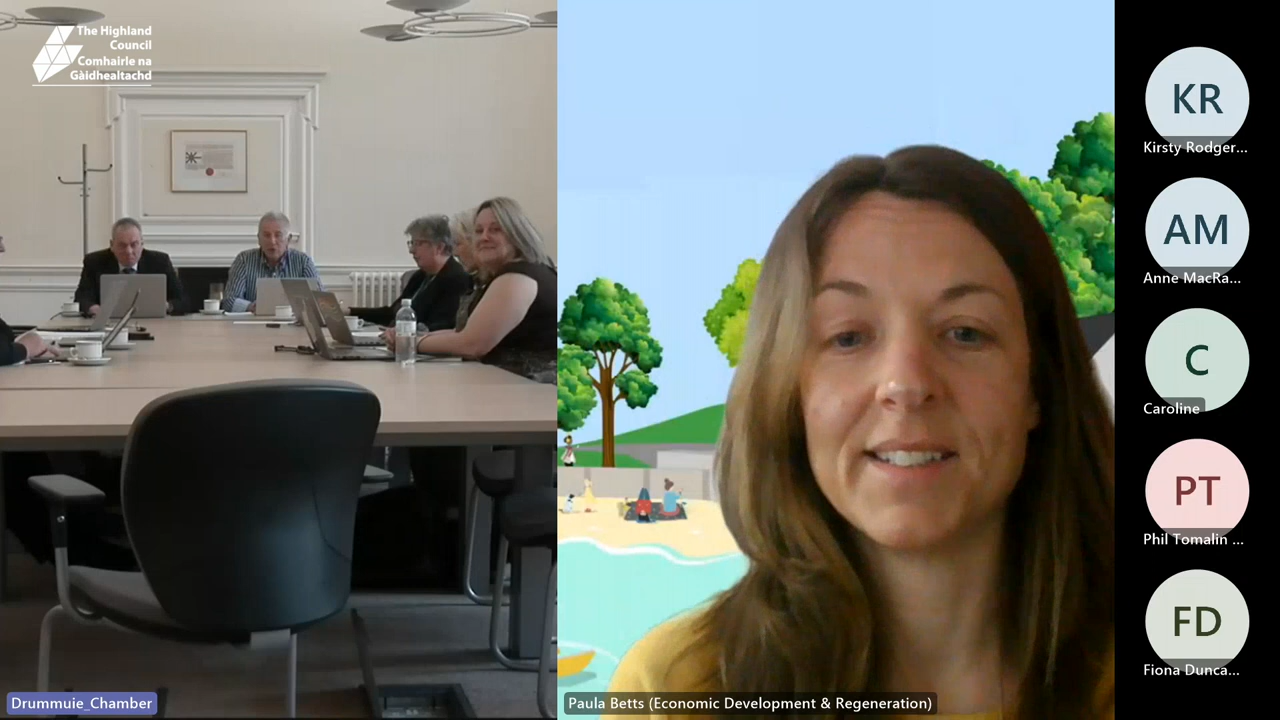 The Highland
Council
Comhairle na
Gàidhealtachd
Drummuie_Chamber
Paula Betts (Economic Development & Regeneration)
KR
Kirsty Rodger...
AM
Anne MacRa...
C
Caroline
PT
Phil Tomalin ...
FD
Fiona Dunca...